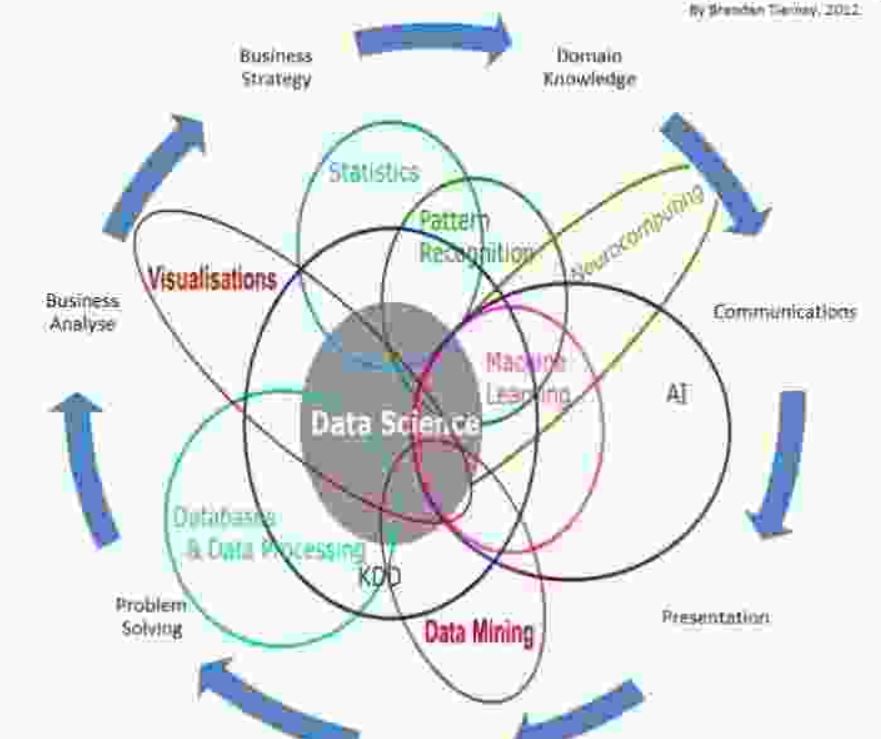 By Brendan Tierney, 2012
Business
Strategy
Domain
Knowledge
Statistics
Pattern
Recognition
Neurocomputing
Visualisations
Business
Analyse
Communications
Machine
Learning
AI
Data Science
Databases
& Data Processing
KDD
Problem
Solving
Presentation
Data Mining